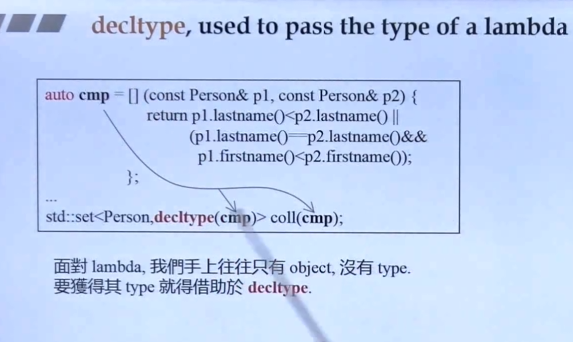 decltype, used to pass the type of a lambda
auto cmp = [] (const Person& p1, const Person& p2) {
return p1.lastname()<p2.lastname() ||
(p1.lastname()==p2.lastname()&&
p1.firstname()<p2.firstname());
};
...
std::set<Person,decltype(cmp)> coll(cmp);
面對 lambda, 我們手上往往只有 object, 沒有 type.
要獲得其 type 就得借助於 decltype.